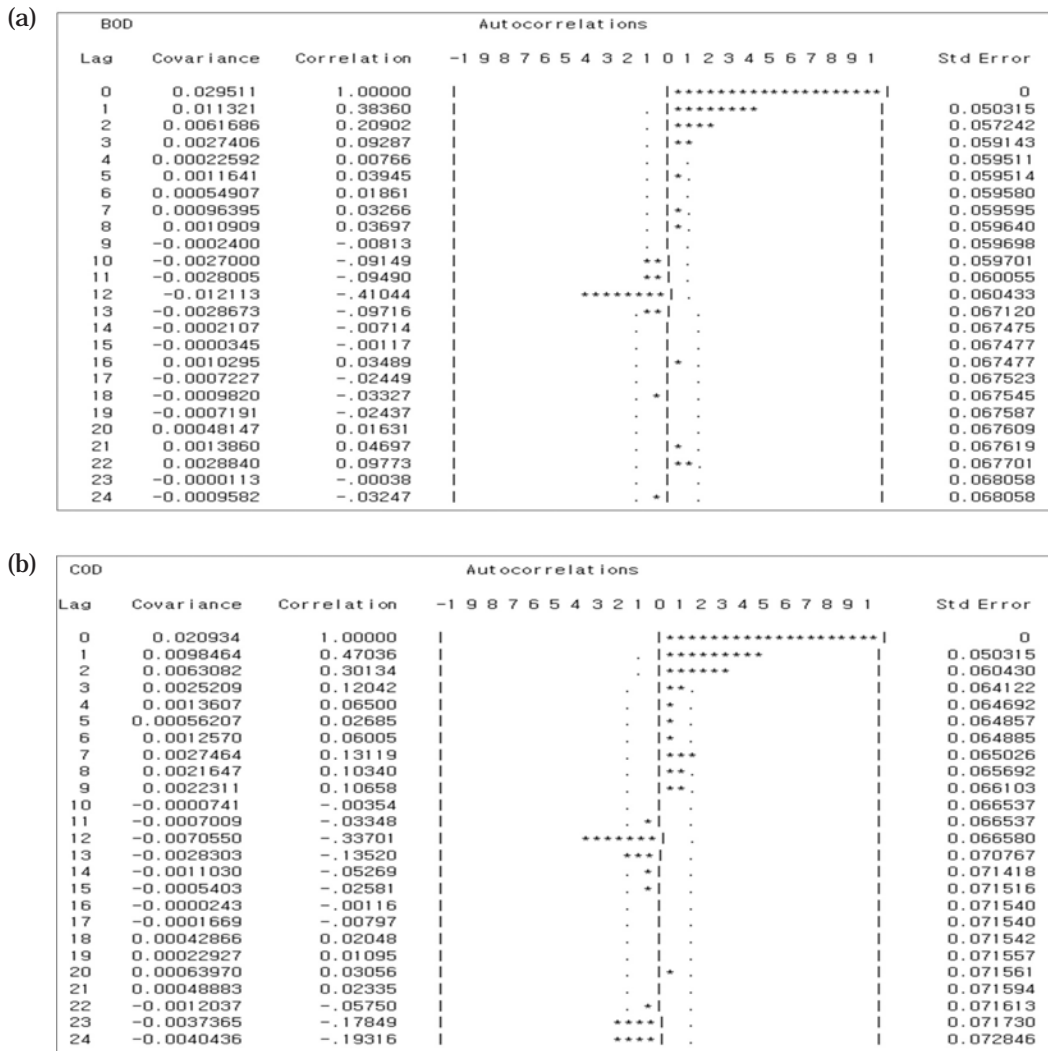 (a)
BOD Autocorrelations
Lag Covariance Correlation -1 9 8 7 6 5 4 3 2 1 0 1 2 3 4 5 6 7 8 9 1 Std Error
0 0.029511 1.00000 | |********************| 0
1 0.011321 0.38360 | . |******** | 0.050315
2 0.0061686 0.20902 | . |**** | 0.057242
3 0.0027406 0.09287 | . |** | 0.059143
4 0.00022592 0.00766 | . | . | 0.059511
5 0.0011641 0.03945 | . |*. | 0.059514
6 0.00054907 0.01861 | . | . | 0.059580
7 0.00096395 0.03266 | . |*. | 0.059595
8 0.0010909 0.03697 | . |*. | 0.059640
9 -0.0002400 -.00813 | . | . | 0.059698
10 -0.0027000 -.09149 | **| . | 0.059701
11 -0.0028005 -.09490 | **| . | 0.060055
12 -0.012113 -.41044 | ********| . | 0.060433
13 -0.0028673 -.09716 | .**| . | 0.067120
14 -0.0002107 -.00714 | . | . | 0.067475
15 -0.0000345 -.00117 | . | . | 0.067477
16 0.0010295 0.03489 | . |* . | 0.067477
17 -0.0007227 -.02449 | . | . | 0.067523
18 -0.0009820 -.03327 | . *| . | 0.067545
19 -0.0007191 -.02437 | . | . | 0.067587
20 0.00048147 0.01631 | . | . | 0.067609
21 0.0013860 0.04697 | . |* . | 0.067619
22 0.0028840 0.09773 | . |**. | 0.067701
23 -0.0000113 -.00038 | . | . | 0.068058
24 -0.0009582 -.03247 | . *| . | 0.068058
(b)
COD Autocorrelations
Lag Covariance Correlation -1 9 8 7 6 5 4 3 2 1 0 1 2 3 4 5 6 7 8 9 1 Std Error
0 0.020934 1.00000 | |********************| 0
1 0.0098464 0.47036 | . |********* | 0.050315
2 0.0063082 0.30134 | . |****** | 0.060430
3 0.0025209 0.12042 | . |**. | 0.064122
4 0.0013607 0.06500 | . |* . | 0.064692
5 0.00056207 0.02685 | . |* . | 0.064857
6 0.0012570 0.06005 | . |* . | 0.064885
7 0.0027464 0.13119 | . |*** | 0.065026
8 0.0021647 0.10340 | . |**. | 0.065692
9 0.0022311 0.10658 | . |**. | 0.066103
10 -0.0000741 -.00354 | . | . | 0.066537
11 -0.0007009 -.03348 | . *| . | 0.066537
12 -0.0070550 -.33701 | *******| . | 0.066580
13 -0.0028303 -.13520 | ***| . | 0.070767
14 -0.0011030 -.05269 | . *| . | 0.071418
15 -0.0005403 -.02581 | . *| . | 0.071516
16 -0.0000243 -.00116 | . | . | 0.071540
17 -0.0001669 -.00797 | . | . | 0.071540
18 0.00042866 0.02048 | . | . | 0.071542
19 0.00022927 0.01095 | . | . | 0.071557
20 0.00063970 0.03056 | . |* . | 0.071561
21 0.00048883 0.02335 | . | . | 0.071594
22 -0.0012037 -.05750 | . *| . | 0.071613
23 -0.0037365 -.17849 | ****| . | 0.071730
24 -0.0040436 -.19316 | ****| . | 0.072846